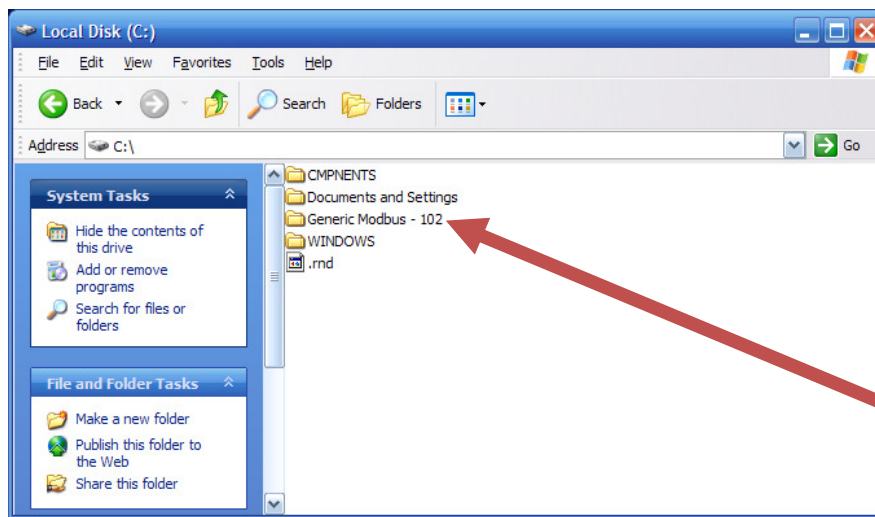 Local Disk (C:)
File Edit View Favorites Tools Help
Back Search Folders
Address C:\ Go
System Tasks
Hide the contents of
this drive
Add or remove
programs
Search for files or
folders
File and Folder Tasks
Make a new folder
Publish this folder to
the Web
Share this folder
CMPNENTS
Documents and Settings
Generic Modbus - 102
WINDOWS
.rnd